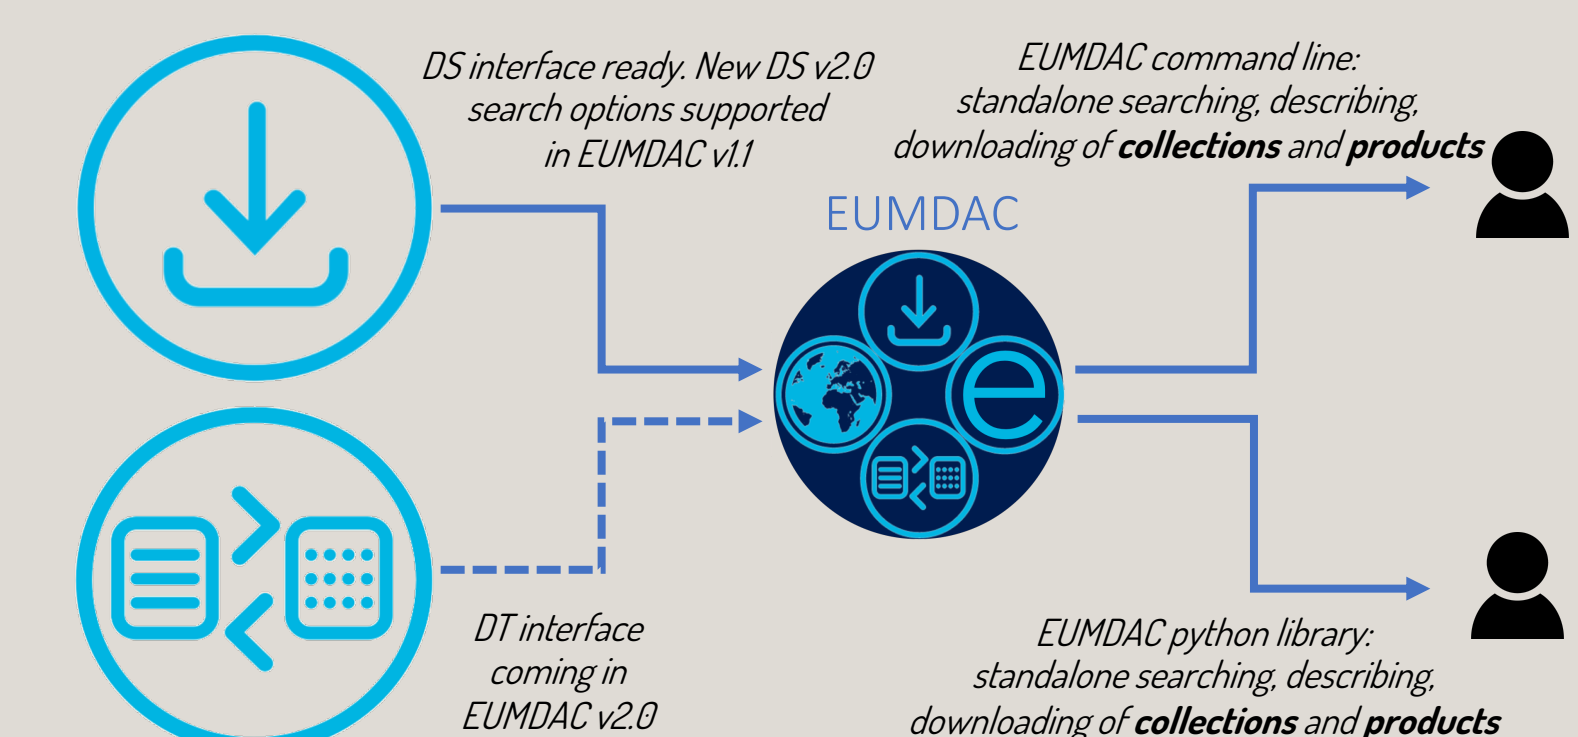 DS interface ready. New DS v2.0
search options supported
in EUMDAC v1.1
EUMDAC command line:
standalone searching, describing,
downloading of collections and products
EUMDAC
e
DT interface
coming in
EUMDAC v2.0
EUMDAC python library:
standalone searching, describing,
downloading of collections and products